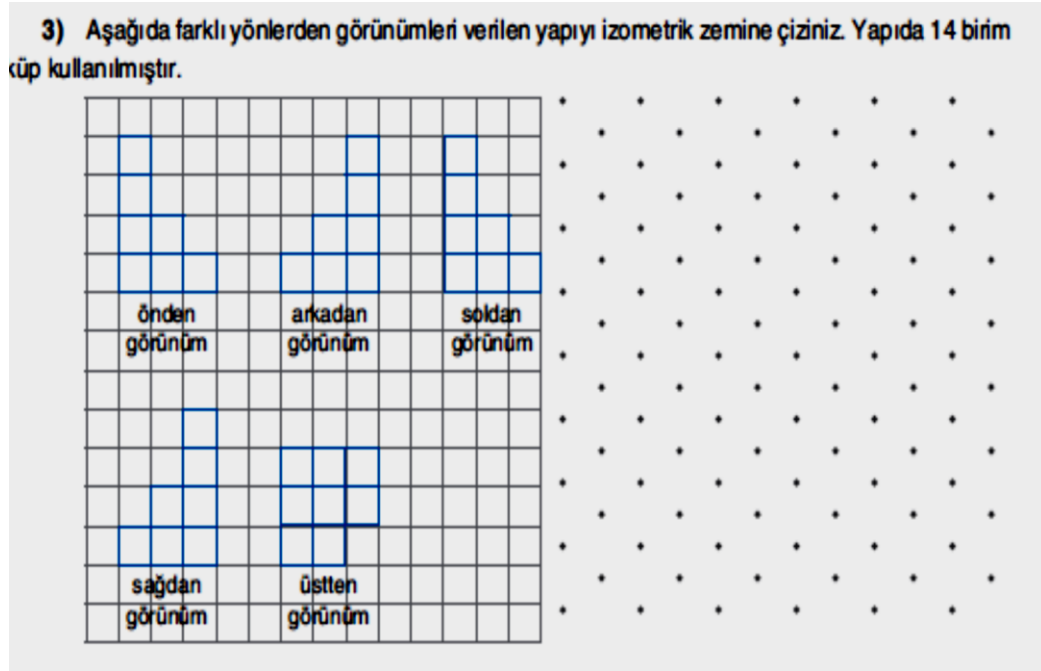 3) Aşağıda farklı yönlerden görünümleri verilen yapıyı izometrik zemine çiziniz. Yapıda 14 birim
küp kullanılmıştır.
önden arkadan soldan
görünüm görünüm görünüm
sağdan üstten
görünüm görünüm